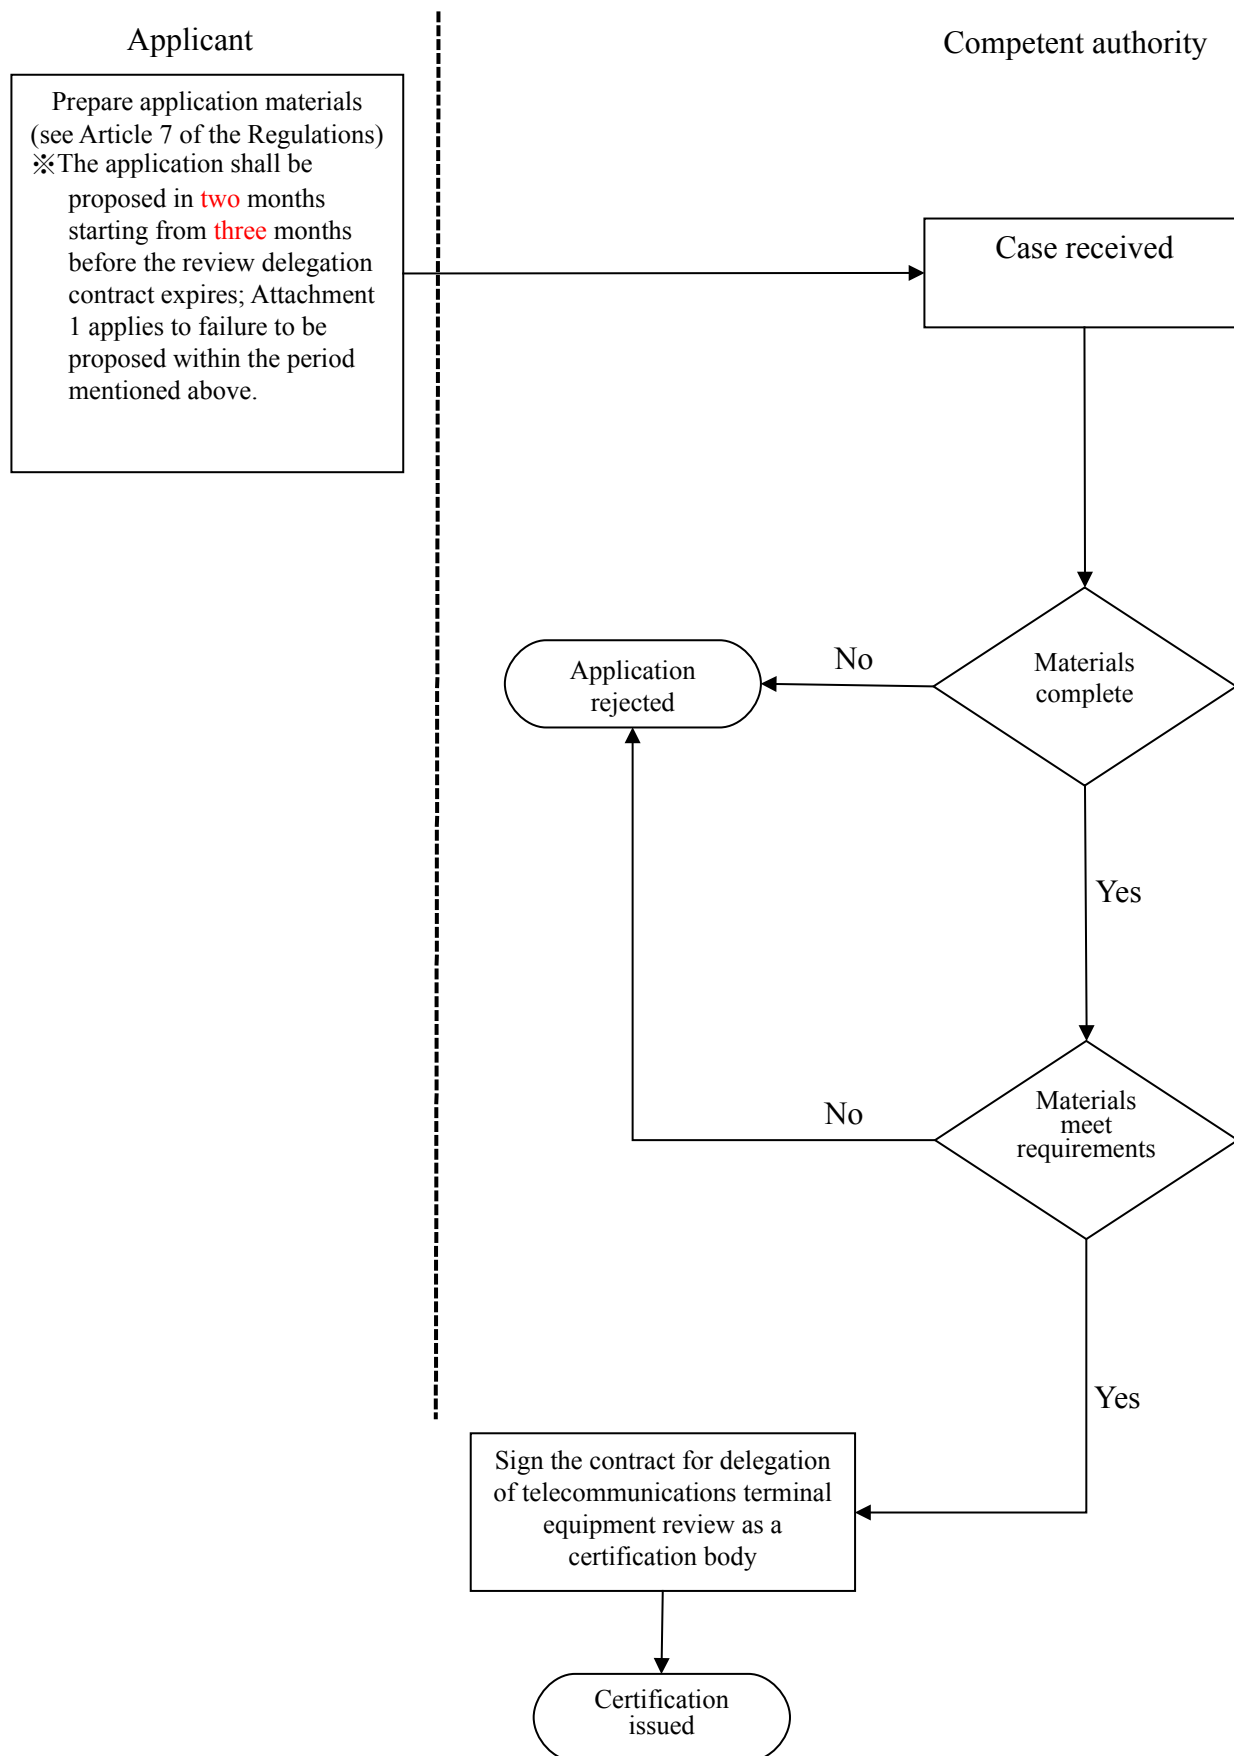 Applicant
Competent authority
Prepare application materials
(see Article 7 of the Regulations)
※The application shall be
proposed in two months
starting from three months
before the review delegation
contract expires; Attachment
1 applies to failure to be
proposed within the period
mentioned above.
Case received
Materials
complete
No
Application
rejected
Yes
Materials
meet
requirements
No
Yes
Sign the contract for delegation
of telecommunications terminal
equipment review as a
certification body
Certification
issued